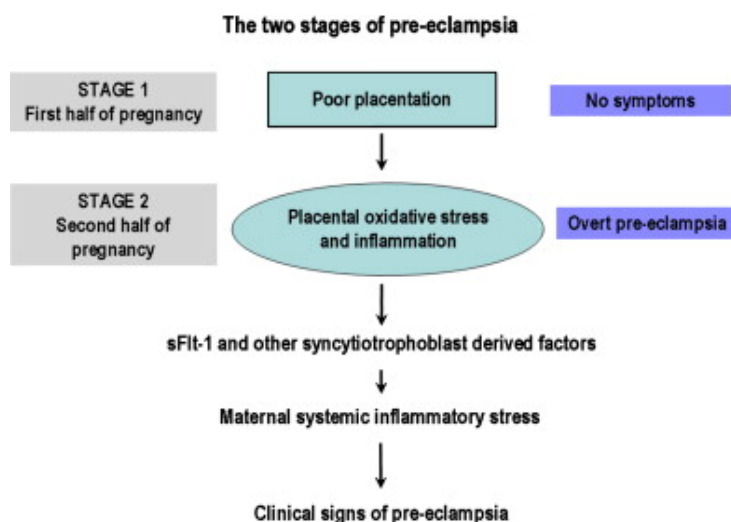 The two stages of pre-eclampsia
STAGE 1
First half of pregnancy
Poor placentation
No symptoms
STAGE 2
Second half of
pregnancy
Placental oxidative stress
and inflammation
Overt pre-eclampsia
sFlt-1 and other syncytiotrophoblast derived factors
Maternal systemic inflammatory stress
Clinical signs of pre-eclampsia